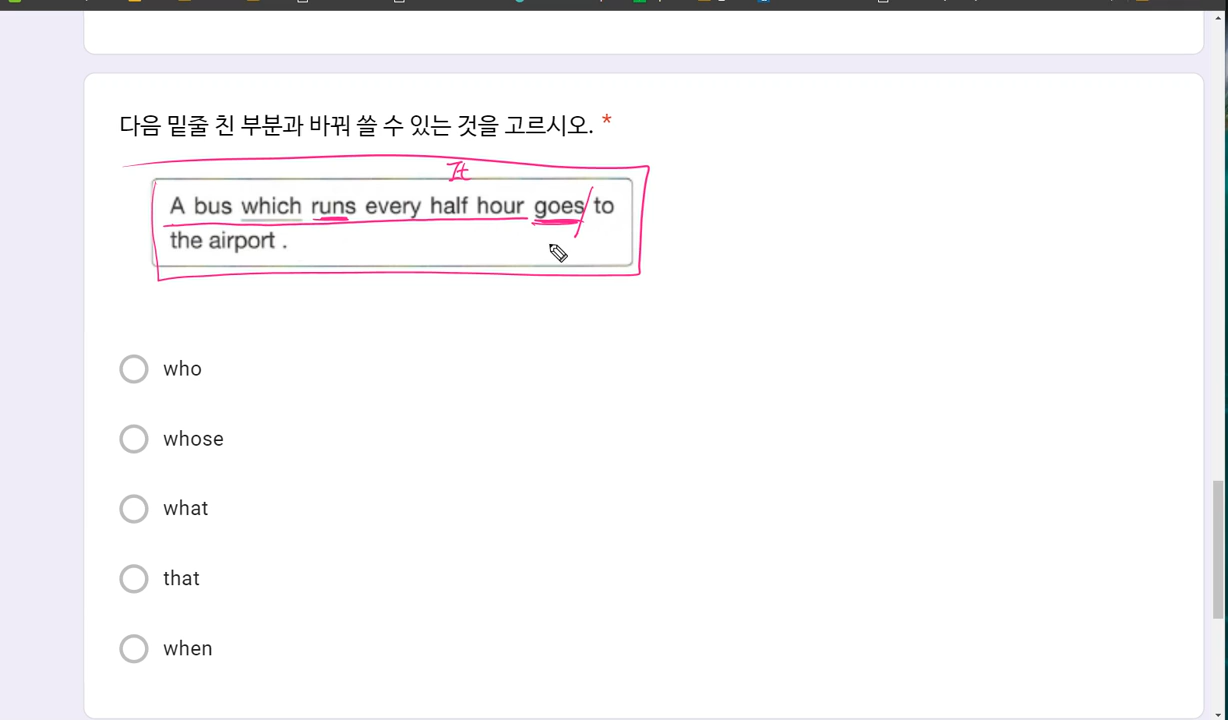 다음 밑줄 친 부분과 바꿔 쓸 수 있는 것을 고르시오. *
It
A bus which runs every half hour goes to
the airport .
who
whose
what
that
when